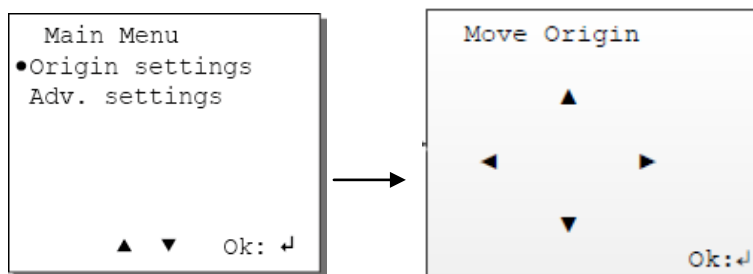 Main Menu
●Origin settings
Adv. settings
▲ ▼ Ok: ↵
Move Origin
▲
◄ ►
▼
Ok:↵